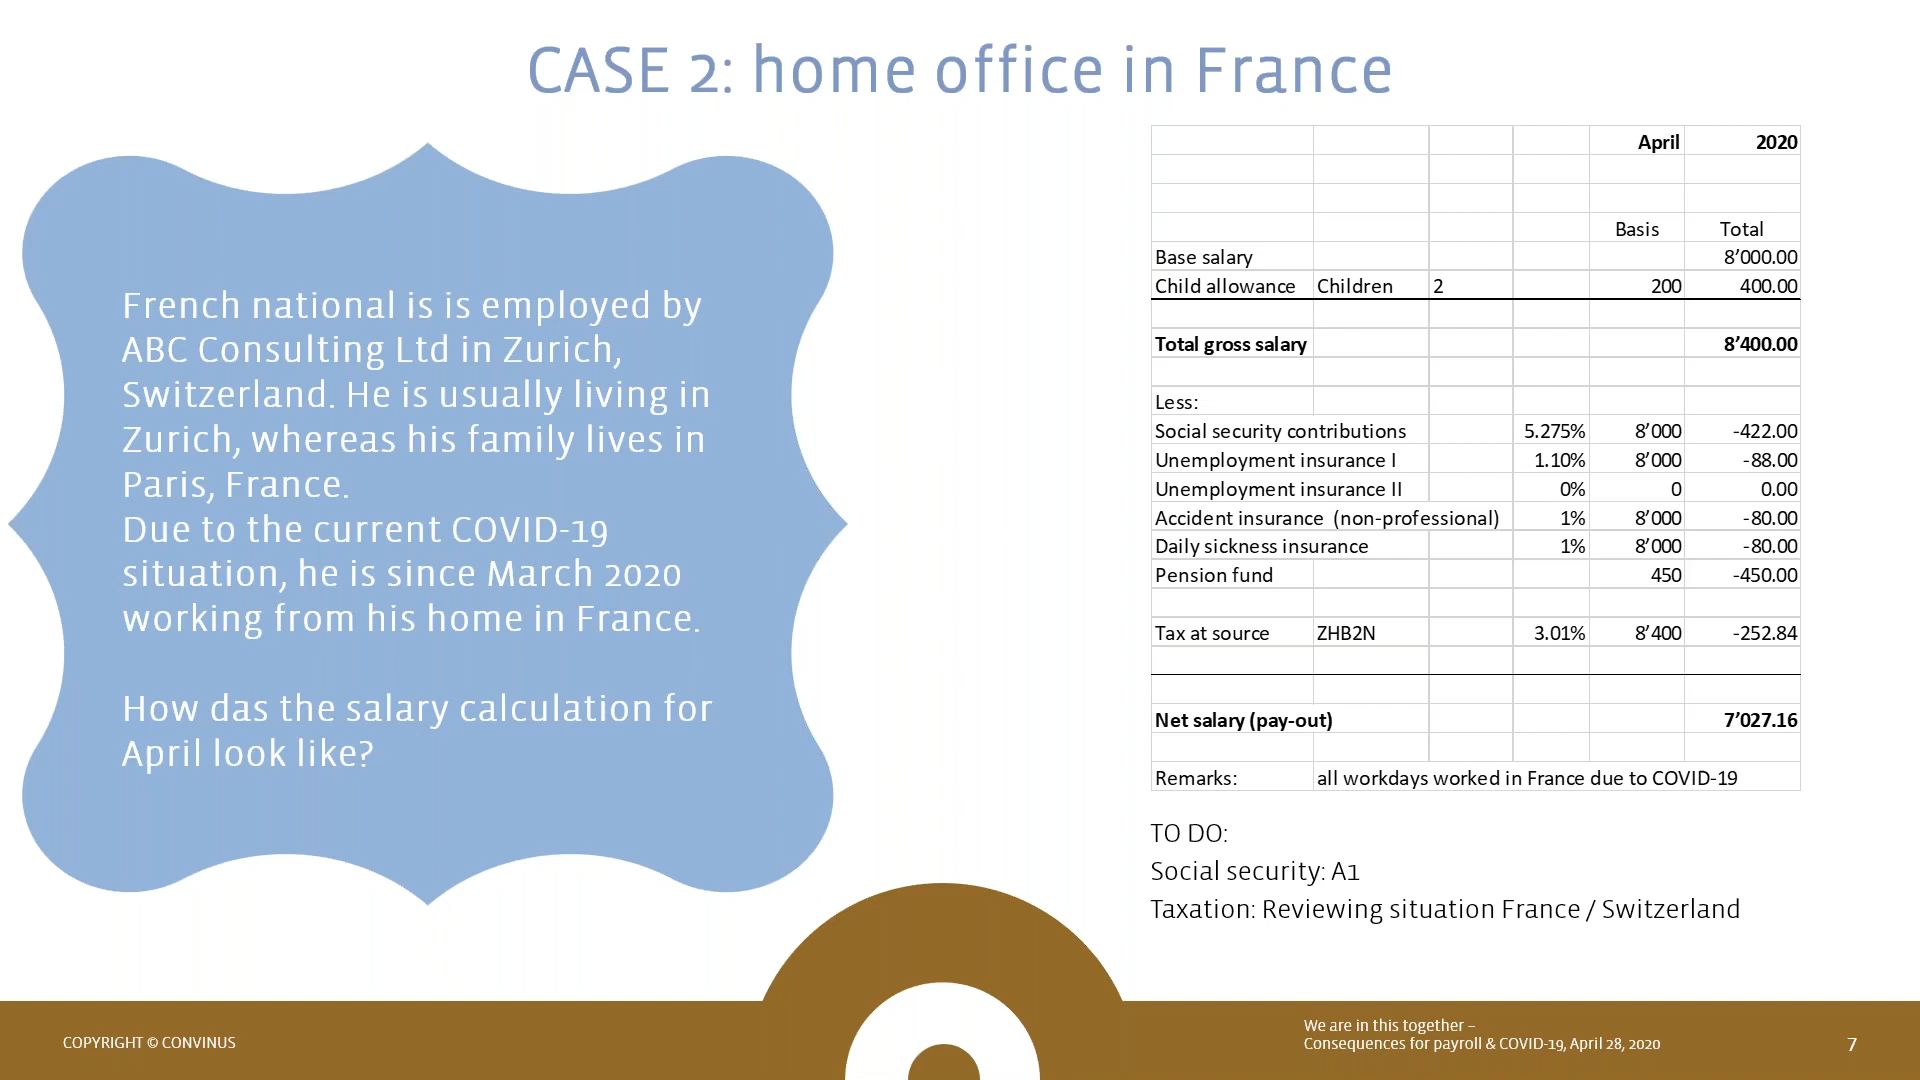 CASE 2: home office in France
French national is is employed by
ABC Consulting Ltd in Zurich,
Switzerland. He is usually living in
Zurich, whereas his family lives in
Paris, France.
Due to the current COVID-19
situation, he is since March 2020
working from his home in France.
How das the salary calculation for
April look like?
April 2020
Basis Total
Base salary 8’000.00
Child allowance Children 2 200 400.00
Total gross salary 8’400.00
Less:
Social security contributions 5.275% 8’000 -422.00
Unemployment insurance I 1.10% 8’000 -88.00
Unemployment insurance II 0% 0 0.00
Accident insurance (non-professional) 1% 8’000 -80.00
Daily sickness insurance 1% 8’000 -80.00
Pension fund 450 -450.00
Tax at source ZHB2N 3.01% 8’400 -252.84
Net salary (pay-out) 7’027.16
Remarks: all workdays worked in France due to COVID-19
TO DO:
Social security: A1
Taxation: Reviewing situation France / Switzerland
COPYRIGHT © CONVINUS
We are in this together –
Consequences for payroll & COVID-19, April 28, 2020
7